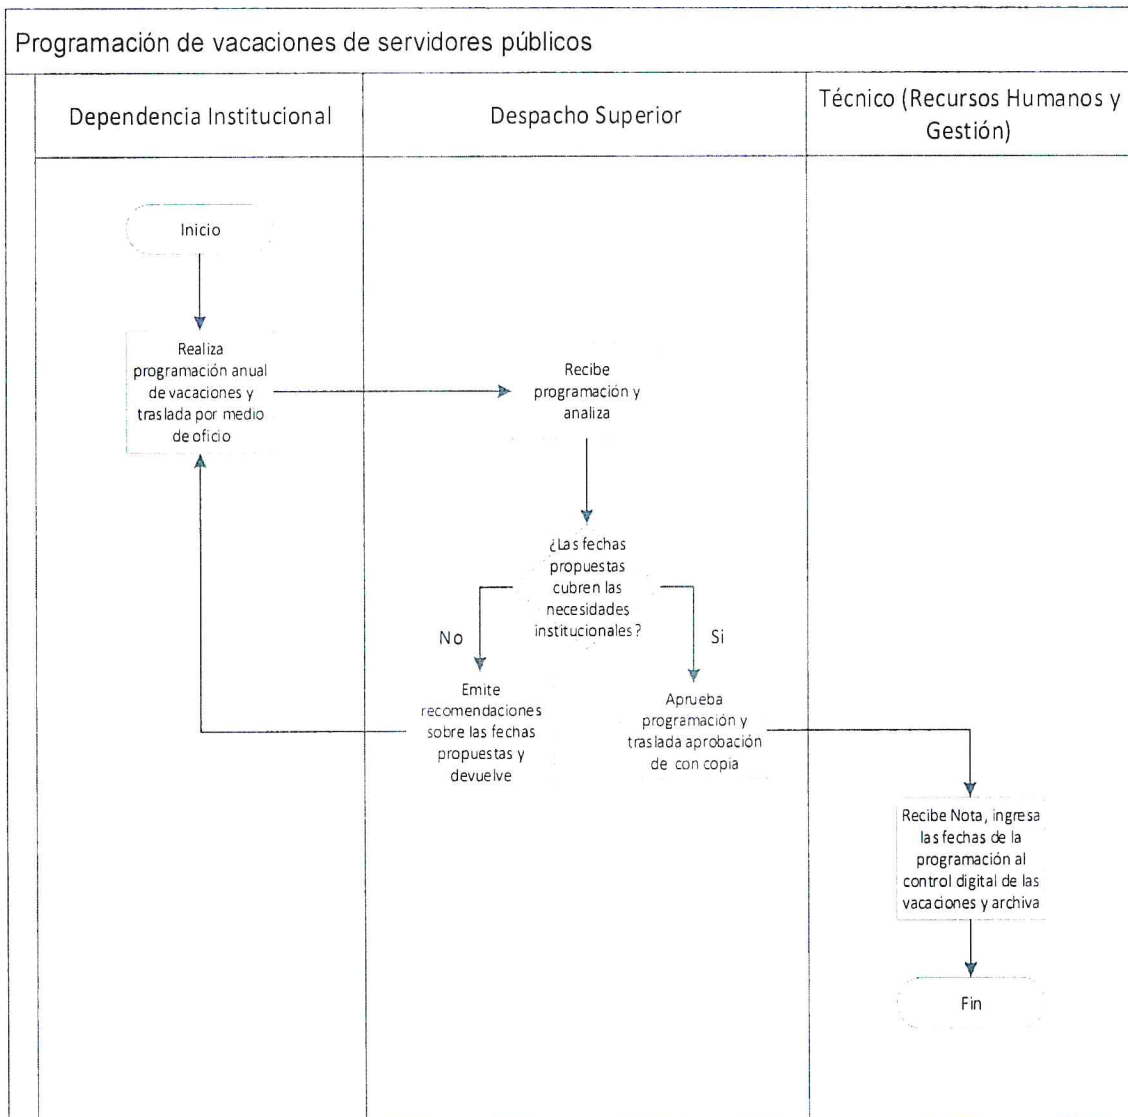 Programación de vacaciones de servidores públicos
Dependencia Institucional
Despacho Superior
Técnico (Recursos Humanos y
Gestión)
Inicio
Realiza
programación anual
de vacaciones y
traslada por medio
de oficio
Recibe
programación y
analiza
¿Las fechas
propuestas
cubren las
necesidades
institucionales?
No
Si
Emite
recomendaciones
sobre las fechas
propuestas y
devuelve
Aprueba
programación y
traslada aprobación
de con copia
Recibe Nota, ingresa
las fechas de la
programación al
control digital de las
vacaciones y archiva
Fin